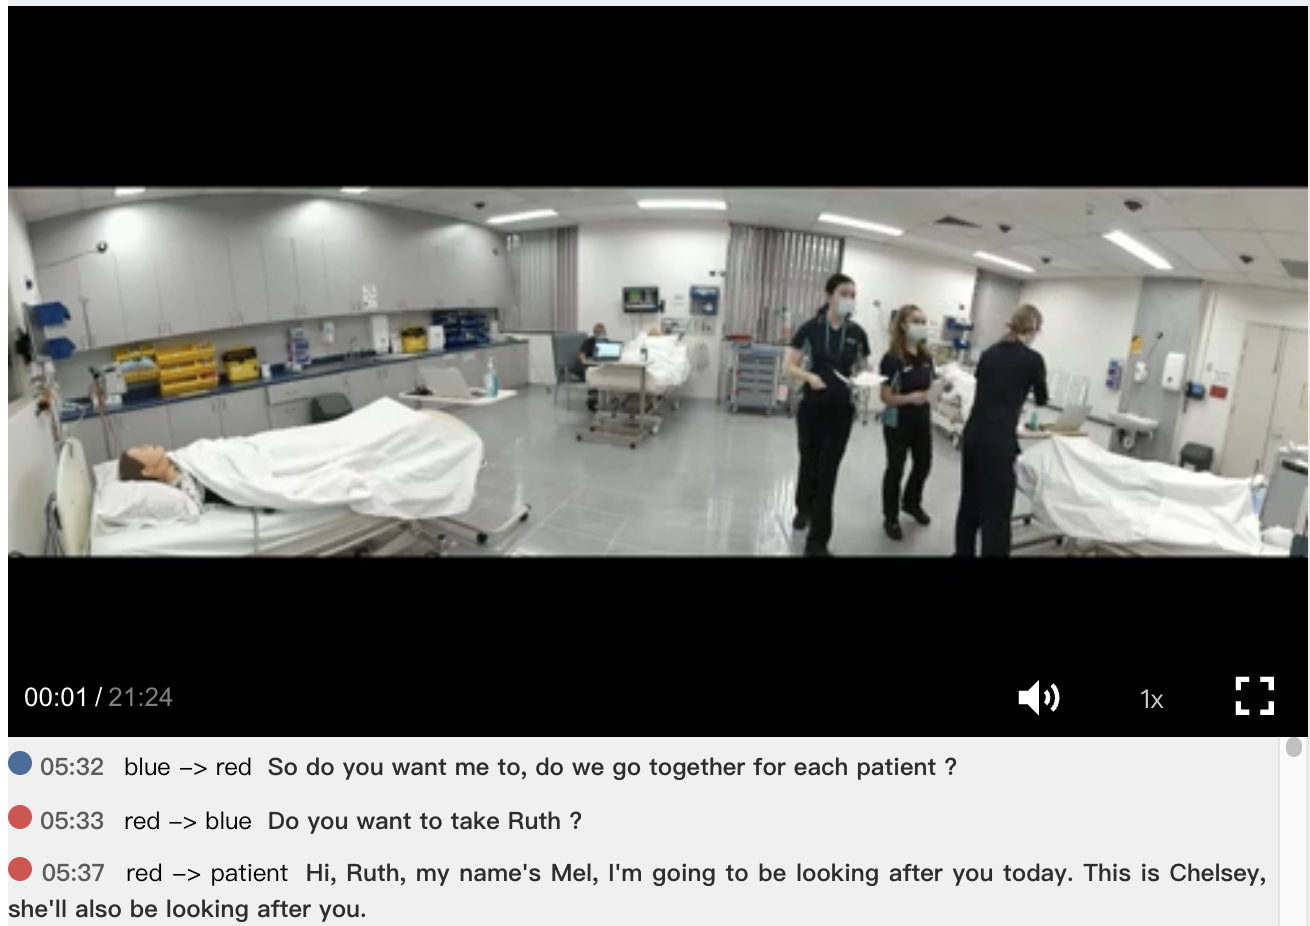 00:01 / 21:24
1x
05:32 blue –> red So do you want me to, do we go together for each patient ?
05:33 red –> blue Do you want to take Ruth ?
05:37 red –> patient Hi, Ruth, my name's Mel, I'm going to be looking after you today. This is Chelsey,
she'll also be looking after you.